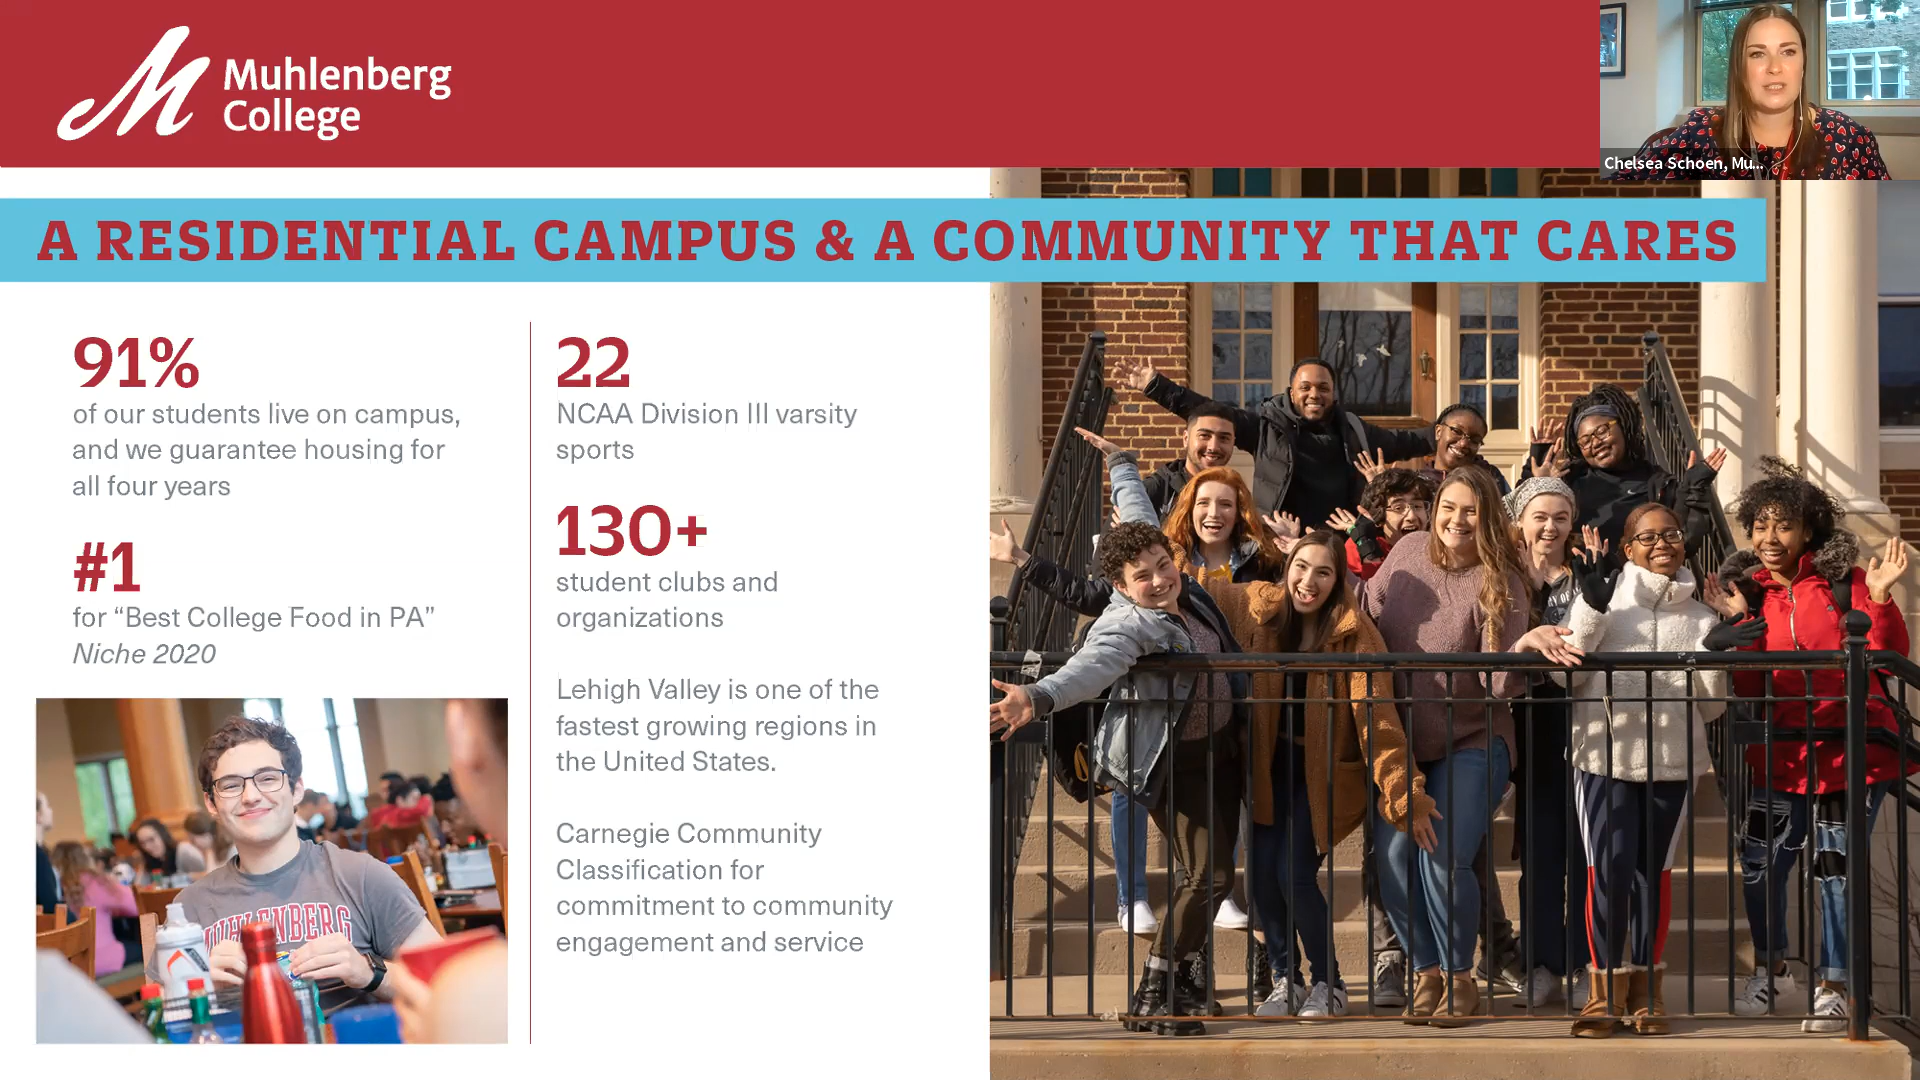 Muhlenberg
College
Chelsea Schoen, Mu...
A RESIDENTIAL CAMPUS & A COMMUNITY THAT CARES
91%
of our students live on campus,
and we guarantee housing for
all four years
#1
for “Best College Food in PA”
Niche 2020
MUHLENBERG
22
NCAA Division III varsity
sports
130+
student clubs and
organizations
Lehigh Valley is one of the
fastest growing regions in
the United States.
Carnegie Community
Classification for
commitment to community
engagement and service